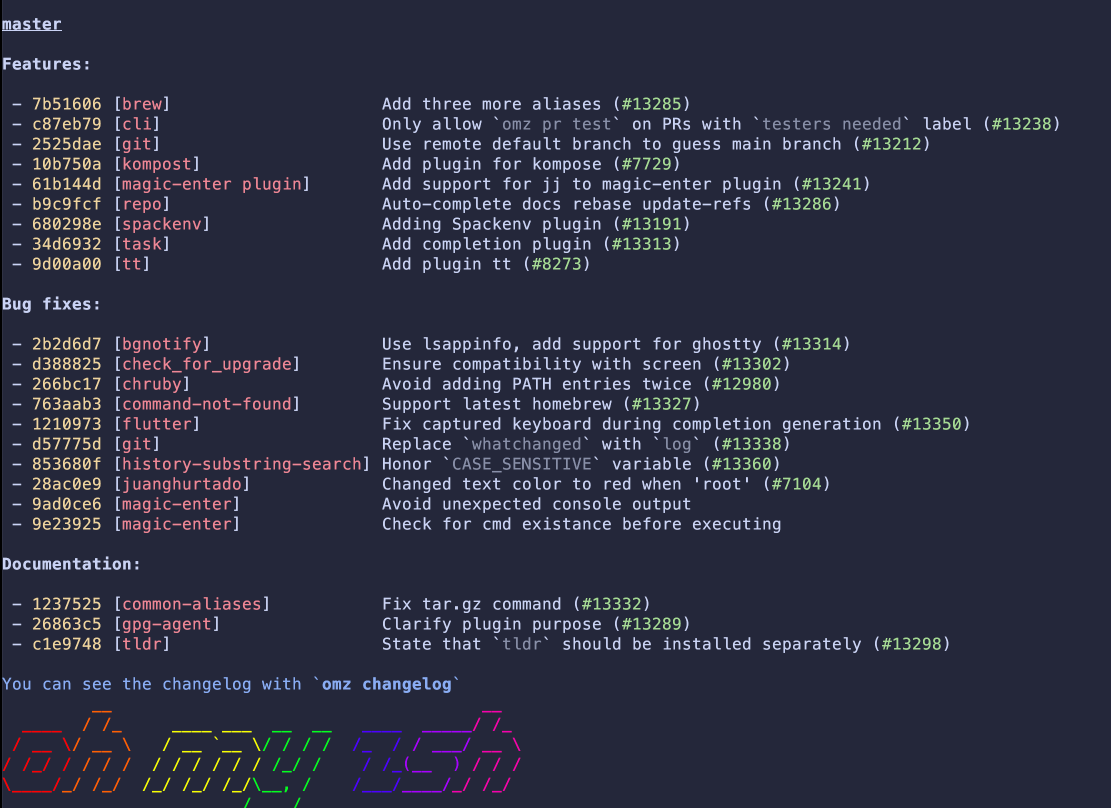 master
Features:
- 7b51606 [brew] Add three more aliases (#13285)
- c87eb79 [cli] Only allow `omz pr test` on PRs with `testers needed` label (#13238)
- 2525dae [git] Use remote default branch to guess main branch (#13212)
- 10b750a [kompost] Add plugin for kompose (#7729)
- 61b144d [magic-enter plugin] Add support for jj to magic-enter plugin (#13241)
- b9c9fcf [repo] Auto-complete docs rebase update-refs (#13286)
- 680298e [spackenv] Adding Spackenv plugin (#13191)
- 34d6932 [task] Add completion plugin (#13313)
- 9d00a00 [tt] Add plugin tt (#8273)
Bug fixes:
- 2b2d6d7 [bgnotify] Use lsappinfo, add support for ghostty (#13314)
- d388825 [check_for_upgrade] Ensure compatibility with screen (#13302)
- 266bc17 [chruby] Avoid adding PATH entries twice (#12980)
- 763aab3 [command-not-found] Support latest homebrew (#13327)
- 1210973 [flutter] Fix captured keyboard during completion generation (#13350)
- d57775d [git] Replace `whatchanged` with `log` (#13338)
- 853680f [history-substring-search] Honor `CASE_SENSITIVE` variable (#13360)
- 28ac0e9 [juanghurtado] Changed text color to red when 'root' (#7104)
- 9ad0ce6 [magic-enter] Avoid unexpected console output
- 9e23925 [magic-enter] Check for cmd existance before executing
Documentation:
- 1237525 [common-aliases] Fix tar.gz command (#13332)
- 26863c5 [gpg-agent] Clarify plugin purpose (#13289)
- c1e9748 [tldr] State that `tldr` should be installed separately (#13298)
You can see the changelog with `omz changelog`
oh my zsh